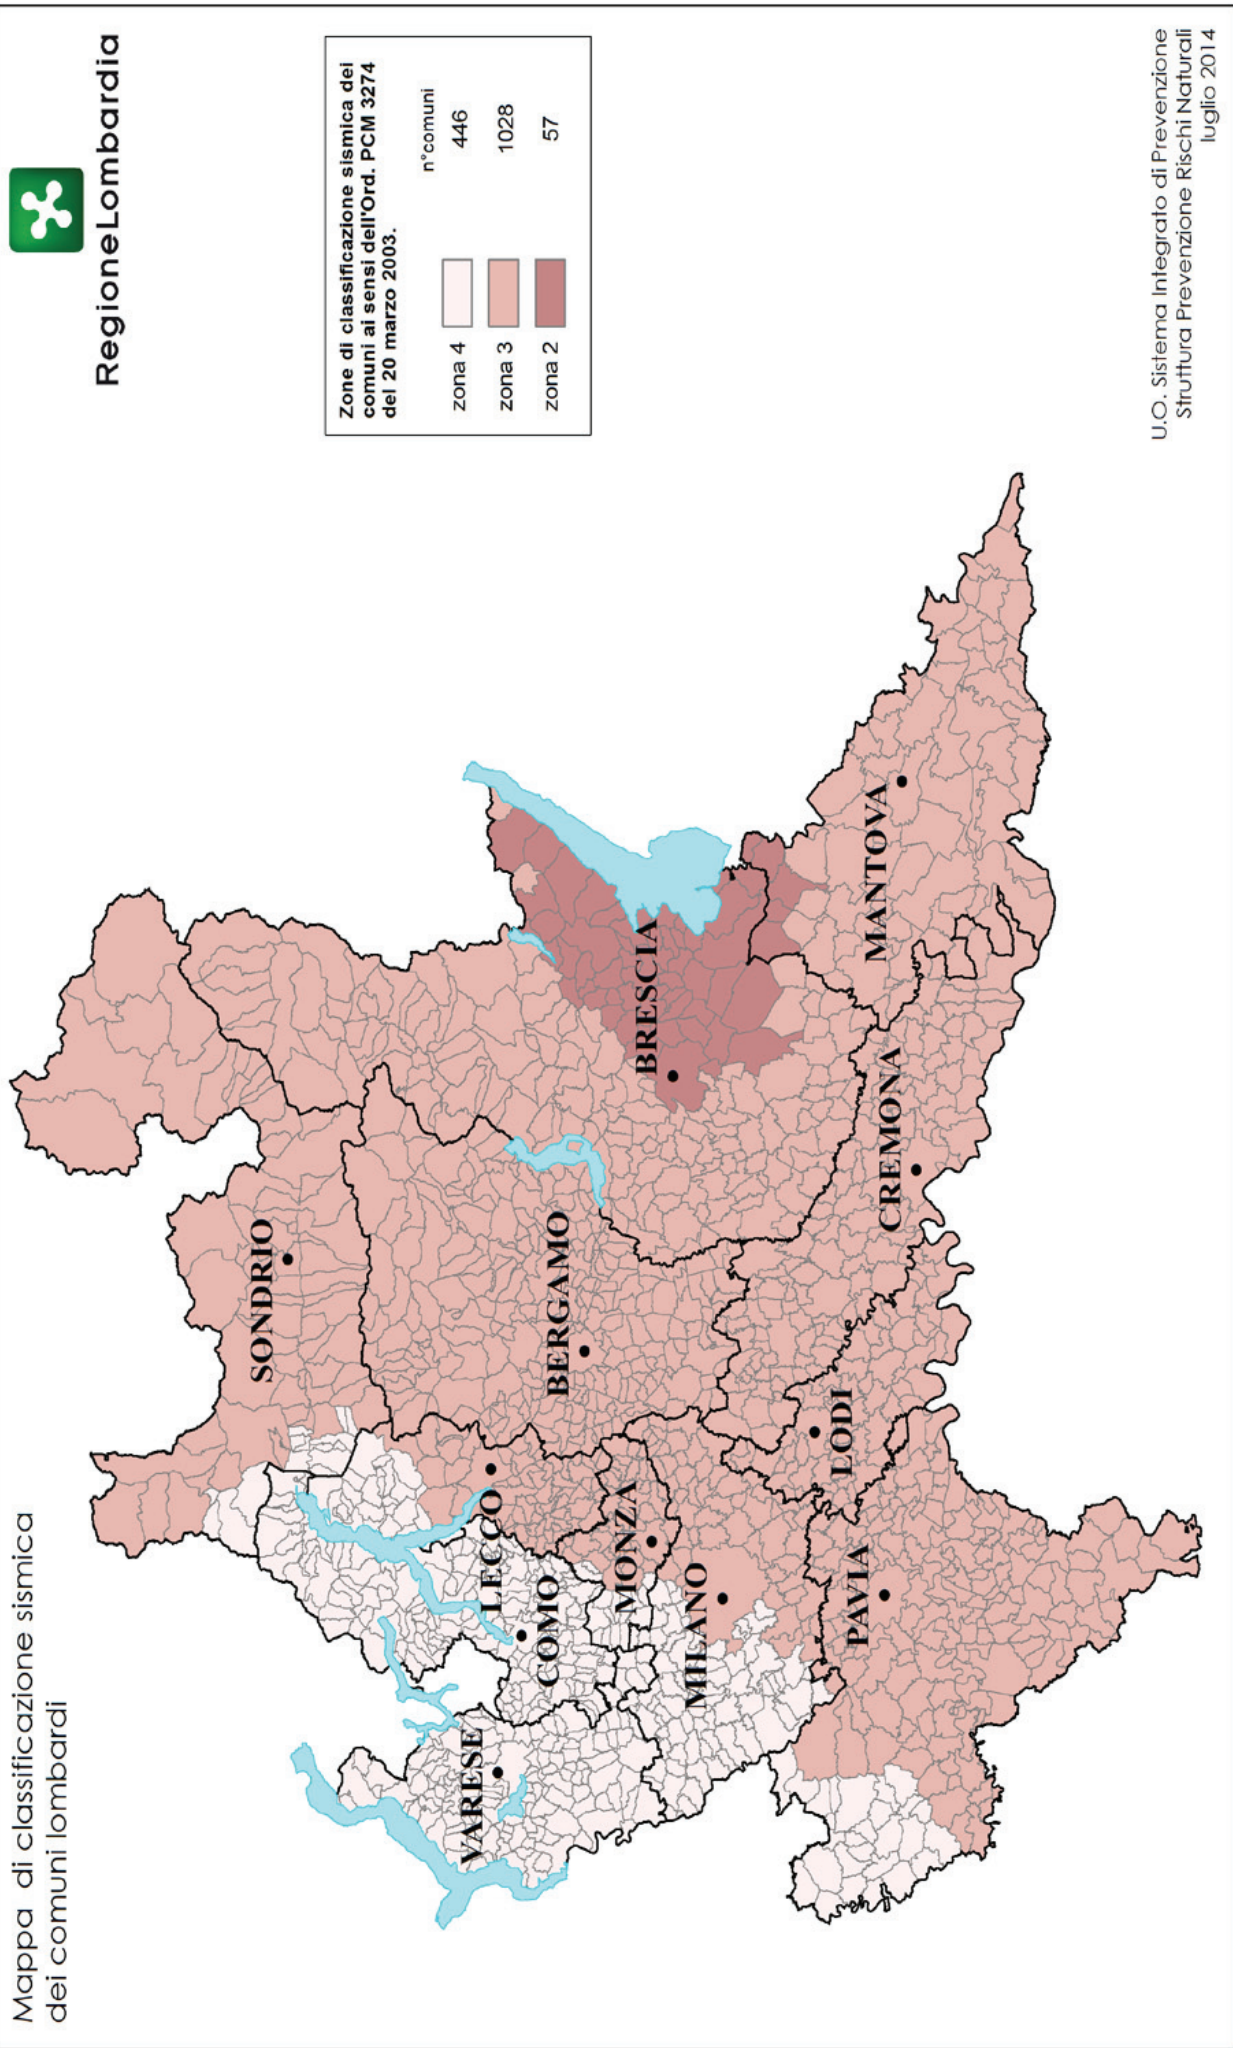 Mappa di classificazione sismica
dei comuni lombardi
RegioneLombardia
Zone di classificazione sismica dei
comuni ai sensi dell'Ord. PCM 3274
del 20 marzo 2003.
n°comuni
zona 4 446
zona 3 1028
zona 2 57
SONDRIO
VARESE
LECCO
COMO
BERGAMO
BRESCIA
MONZA
MILANO
LODI
PAVIA
CREMONA
MANTOVA
U.O. Sistema Integrato di Prevenzione
Struttura Prevenzione Rischi Naturali
luglio 2014